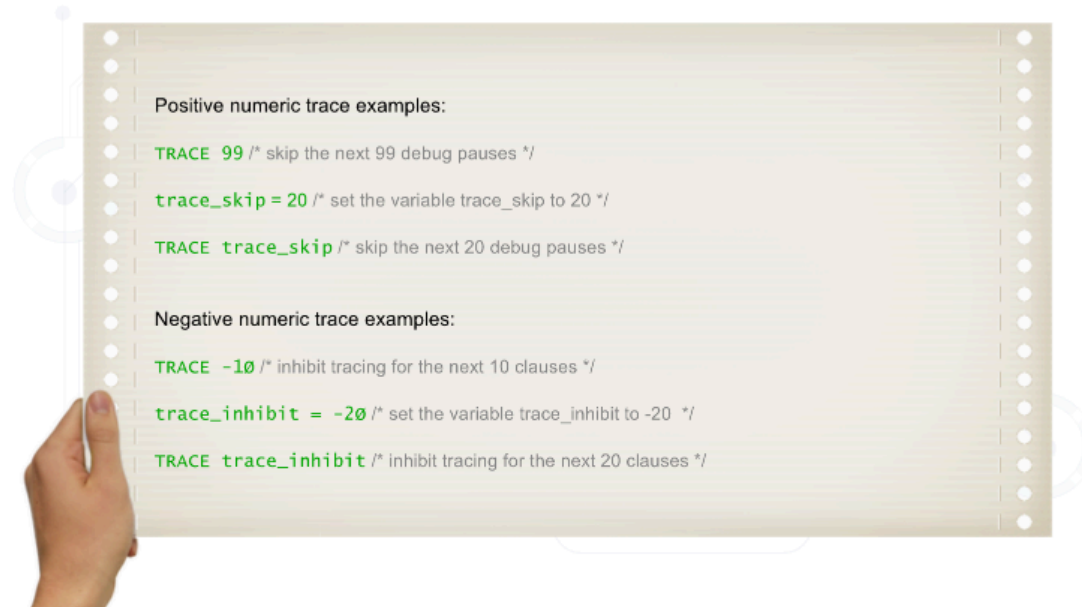 Positive numeric trace examples:
TRACE 99 /* skip the next 99 debug pauses */
trace_skip = 20 /* set the variable trace_skip to 20 */
TRACE trace_skip /* skip the next 20 debug pauses */
Negative numeric trace examples:
TRACE -10 /* inhibit tracing for the next 10 clauses */
trace_inhibit = -20 /* set the variable trace_inhibit to -20 */
TRACE trace_inhibit /* inhibit tracing for the next 20 clauses */